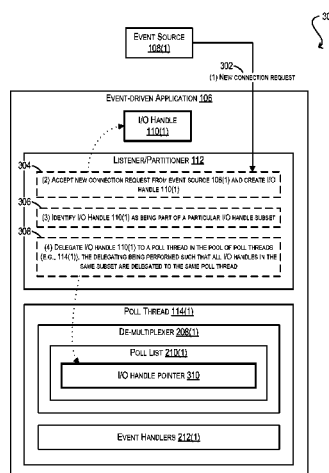 EVENT SOURCE
108(1)
302
(1) NEW CONNECTION REQUEST
EVENT-DRIVEN APPLICATION 106
I/O HANDLE
110(1)
LISTENER/PARTITIONER 112
304
(2) ACCEPT NEW CONNECTION REQUEST FROM EVENT SOURCE 108(1) AND CREATE I/O
HANDLE 110(1)
306
(3) IDENTIFY I/O HANDLE 110(1) AS BEING PART OF A PARTICULAR I/O HANDLE SUBSET
308
(4) DELEGATE I/O HANDLE 110(1) TO A POLL THREAD IN THE POOL OF POLL THREADS
(E.G., 114(1)), THE DELEGATING BEING PERFORMED SUCH THAT ALL I/O HANDLES IN THE
SAME SUBSET ARE DELEGATED TO THE SAME POLL THREAD
POLL THREAD 114(1)
DE-MULTIPLEXER 208(1)
POLL LIST 210(1)
I/O HANDLE POINTER 310
EVENT HANDLERS 212(1)